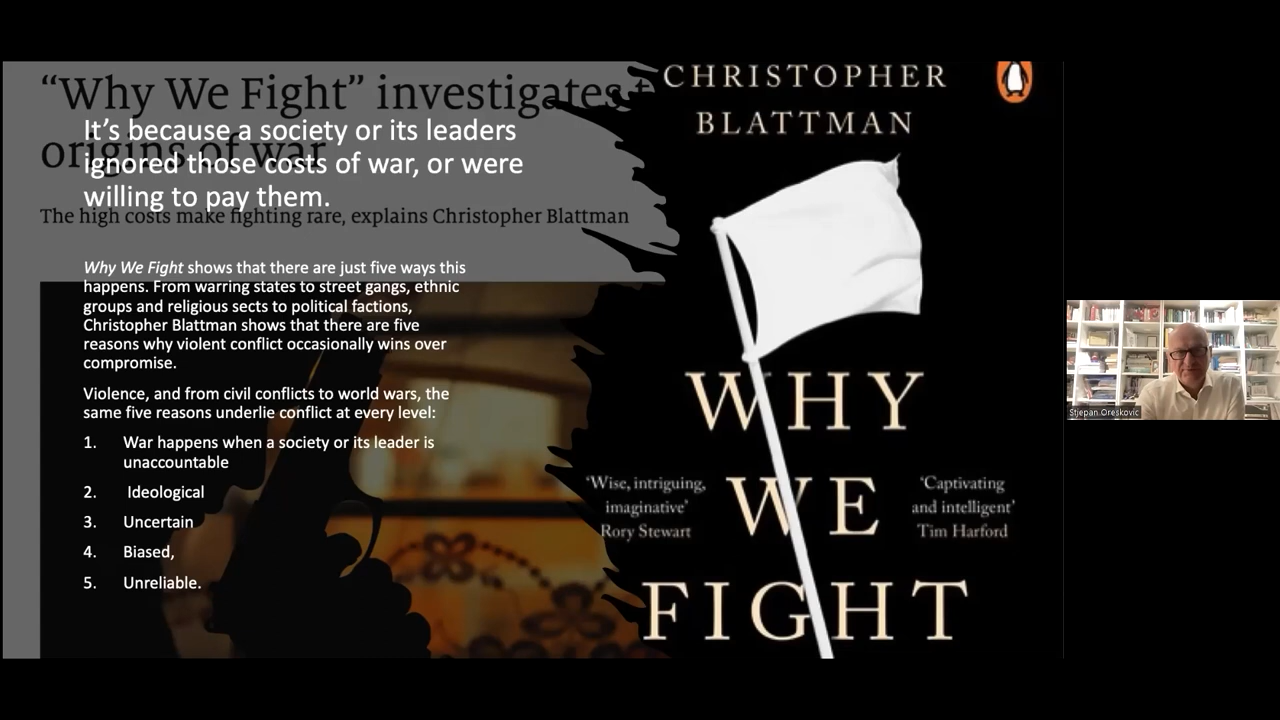 “Why We Fight” investigates t
origins of war
The high costs make fighting rare, explains Christopher Blattman
It’s because a society or its leaders
ignored those costs of war, or were
willing to pay them.
Why We Fight shows that there are just five ways this
happens. From warring states to street gangs, ethnic
groups and religious sects to political factions,
Christopher Blattman shows that there are five
reasons why violent conflict occasionally wins over
compromise.
Violence, and from civil conflicts to world wars, the
same five reasons underlie conflict at every level:
1. War happens when a society or its leader is
unaccountable
2. Ideological
3. Uncertain
4. Biased,
5. Unreliable.
CHRISTOPHER
BLATTMAN
WHY
WE
FIGHT
‘Wise, intriguing,
imaginative’
Rory Stewart
‘Captivating
and intelligent’
Tim Harford
Stjepan Oreskovic